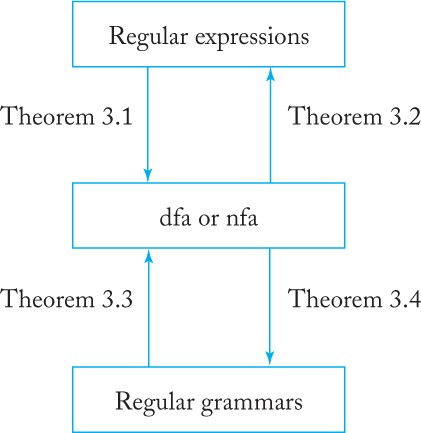 Regular expressions
Theorem 3.1
Theorem 3.2
dfa or nfa
Theorem 3.3
Theorem 3.4
Regular grammars